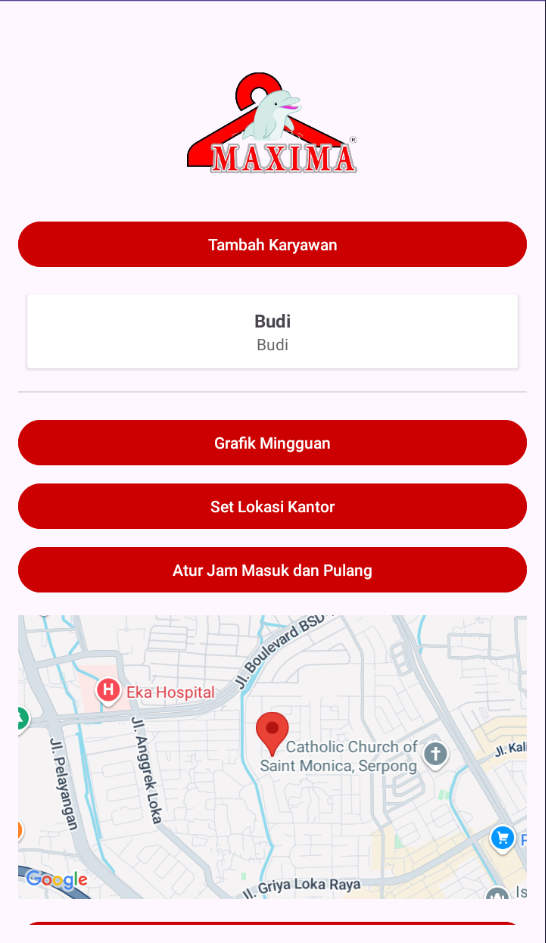 MAXIMA
®
Tambah Karyawan
Budi
Budi
Grafik Mingguan
Set Lokasi Kantor
Atur Jam Masuk dan Pulang
Jl. Boulevard BSD
H
Eka Hospital
Jl. Anggrek Loka
Jl. Pelayangan
Catholic Church of
Saint Monica, Serpong
Jl. Kali
Jl. Griya Loka Raya
Google
Is